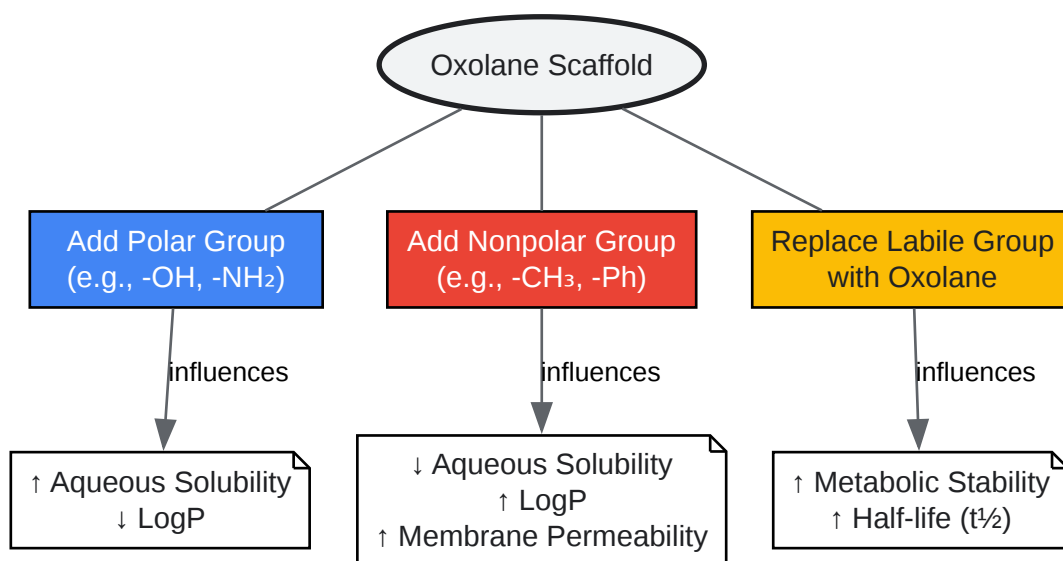 Oxolane Scaffold
Add Polar Group
(e.g., -OH, -NH₂)
Add Nonpolar Group
(e.g., -CH₃, -Ph)
Replace Labile Group
with Oxolane
influences
influences
influences
↑ Aqueous Solubility
↓ LogP
↓ Aqueous Solubility
↑ LogP
↑ Membrane Permeability
↑ Metabolic Stability
↑ Half-life (t½)